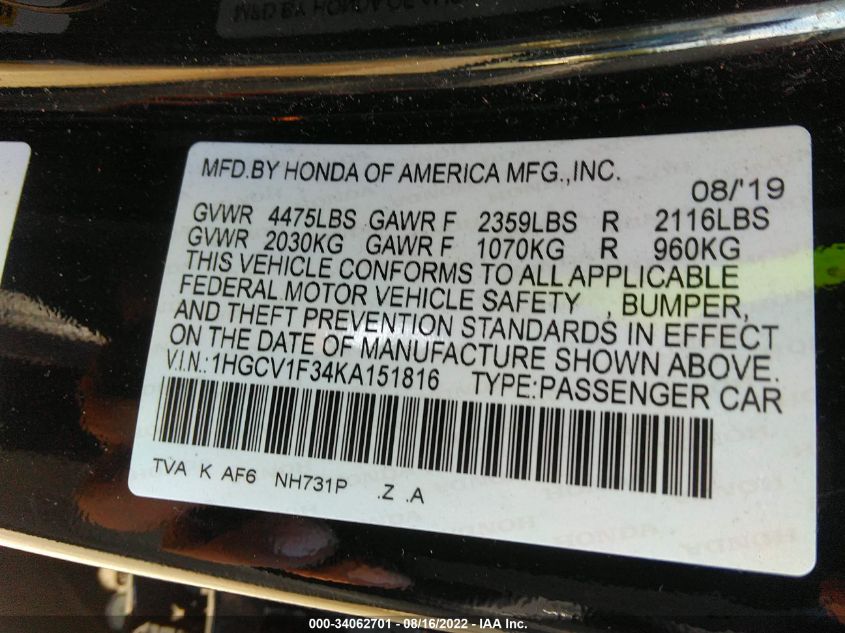 MFD.BY HONDA OF AMERICA MFG.,INC.
08/'19
GVWR 4475LBS GAWR F 2359LBS R 2116LBS
GVWR 2030KG GAWR F 1070KG R 960KG
THIS VEHICLE CONFORMS TO ALL APPLICABLE
FEDERAL MOTOR VEHICLE SAFETY , BUMPER,
AND THEFT PREVENTION STANDARDS IN EFFECT
ON THE DATE OF MANUFACTURE SHOWN ABOVE.
V.I.N.:1HGCV1F34KA151816 TYPE:PASSENGER CAR
TVA K AF6 NH731P .Z .A
HONDA HONDA
000-34062701 - 08/16/2022 - IAA Inc.